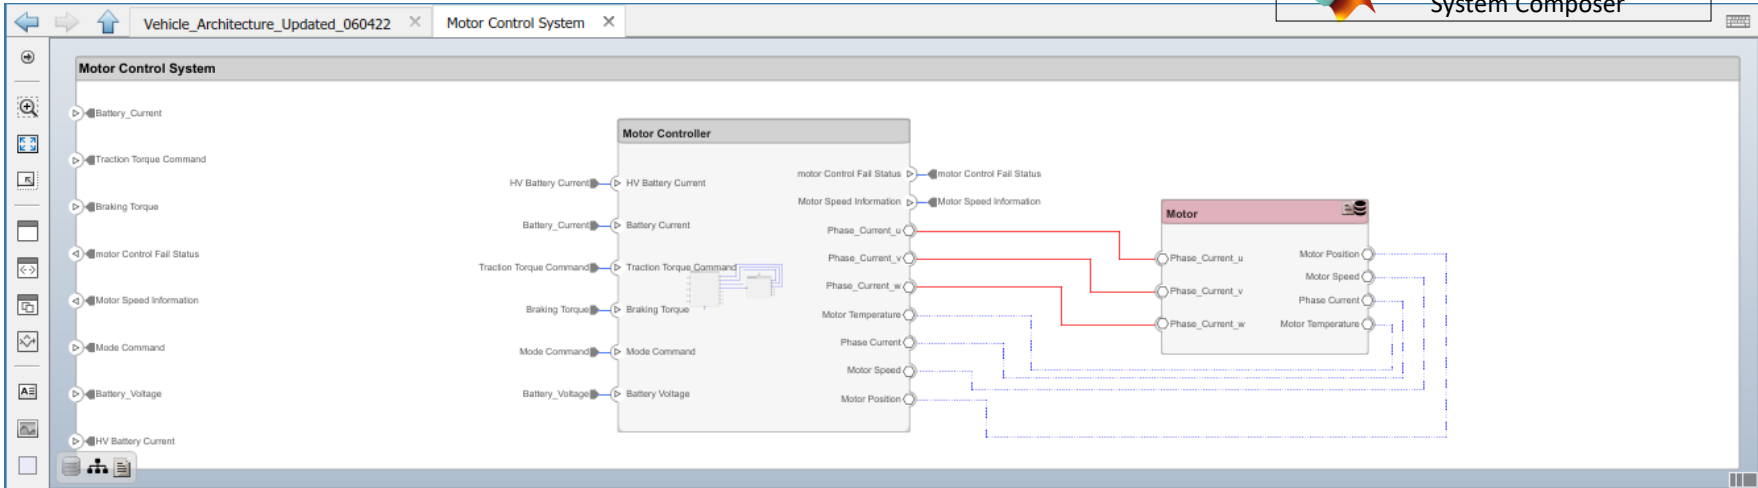 System Composer
Vehicle_Architecture_Updated_060422
Motor Control System
Motor Control System
Battery_Current
Traction Torque Command
Braking Torque
motor Control Fail Status
Motor Speed Information
Mode Command
Battery_Voltage
HV Battery Current
HV Battery Current
Battery_Current
Traction Torque Command
Braking Torque
Mode Command
Battery_Voltage
Motor Controller
HV Battery Current
Battery Current
Traction Torque Command
Braking Torque
Mode Command
Battery Voltage
motor Control Fail Status
Motor Speed Information
Phase_Current_u
Phase_Current_v
Phase_Current_w
Motor Temperature
Phase Current
Motor Speed
Motor Position
motor Control Fail Status
Motor Speed Information
Motor
Phase_Current_u
Phase_Current_v
Phase_Current_w
Motor Position
Motor Speed
Phase Current
Motor Temperature